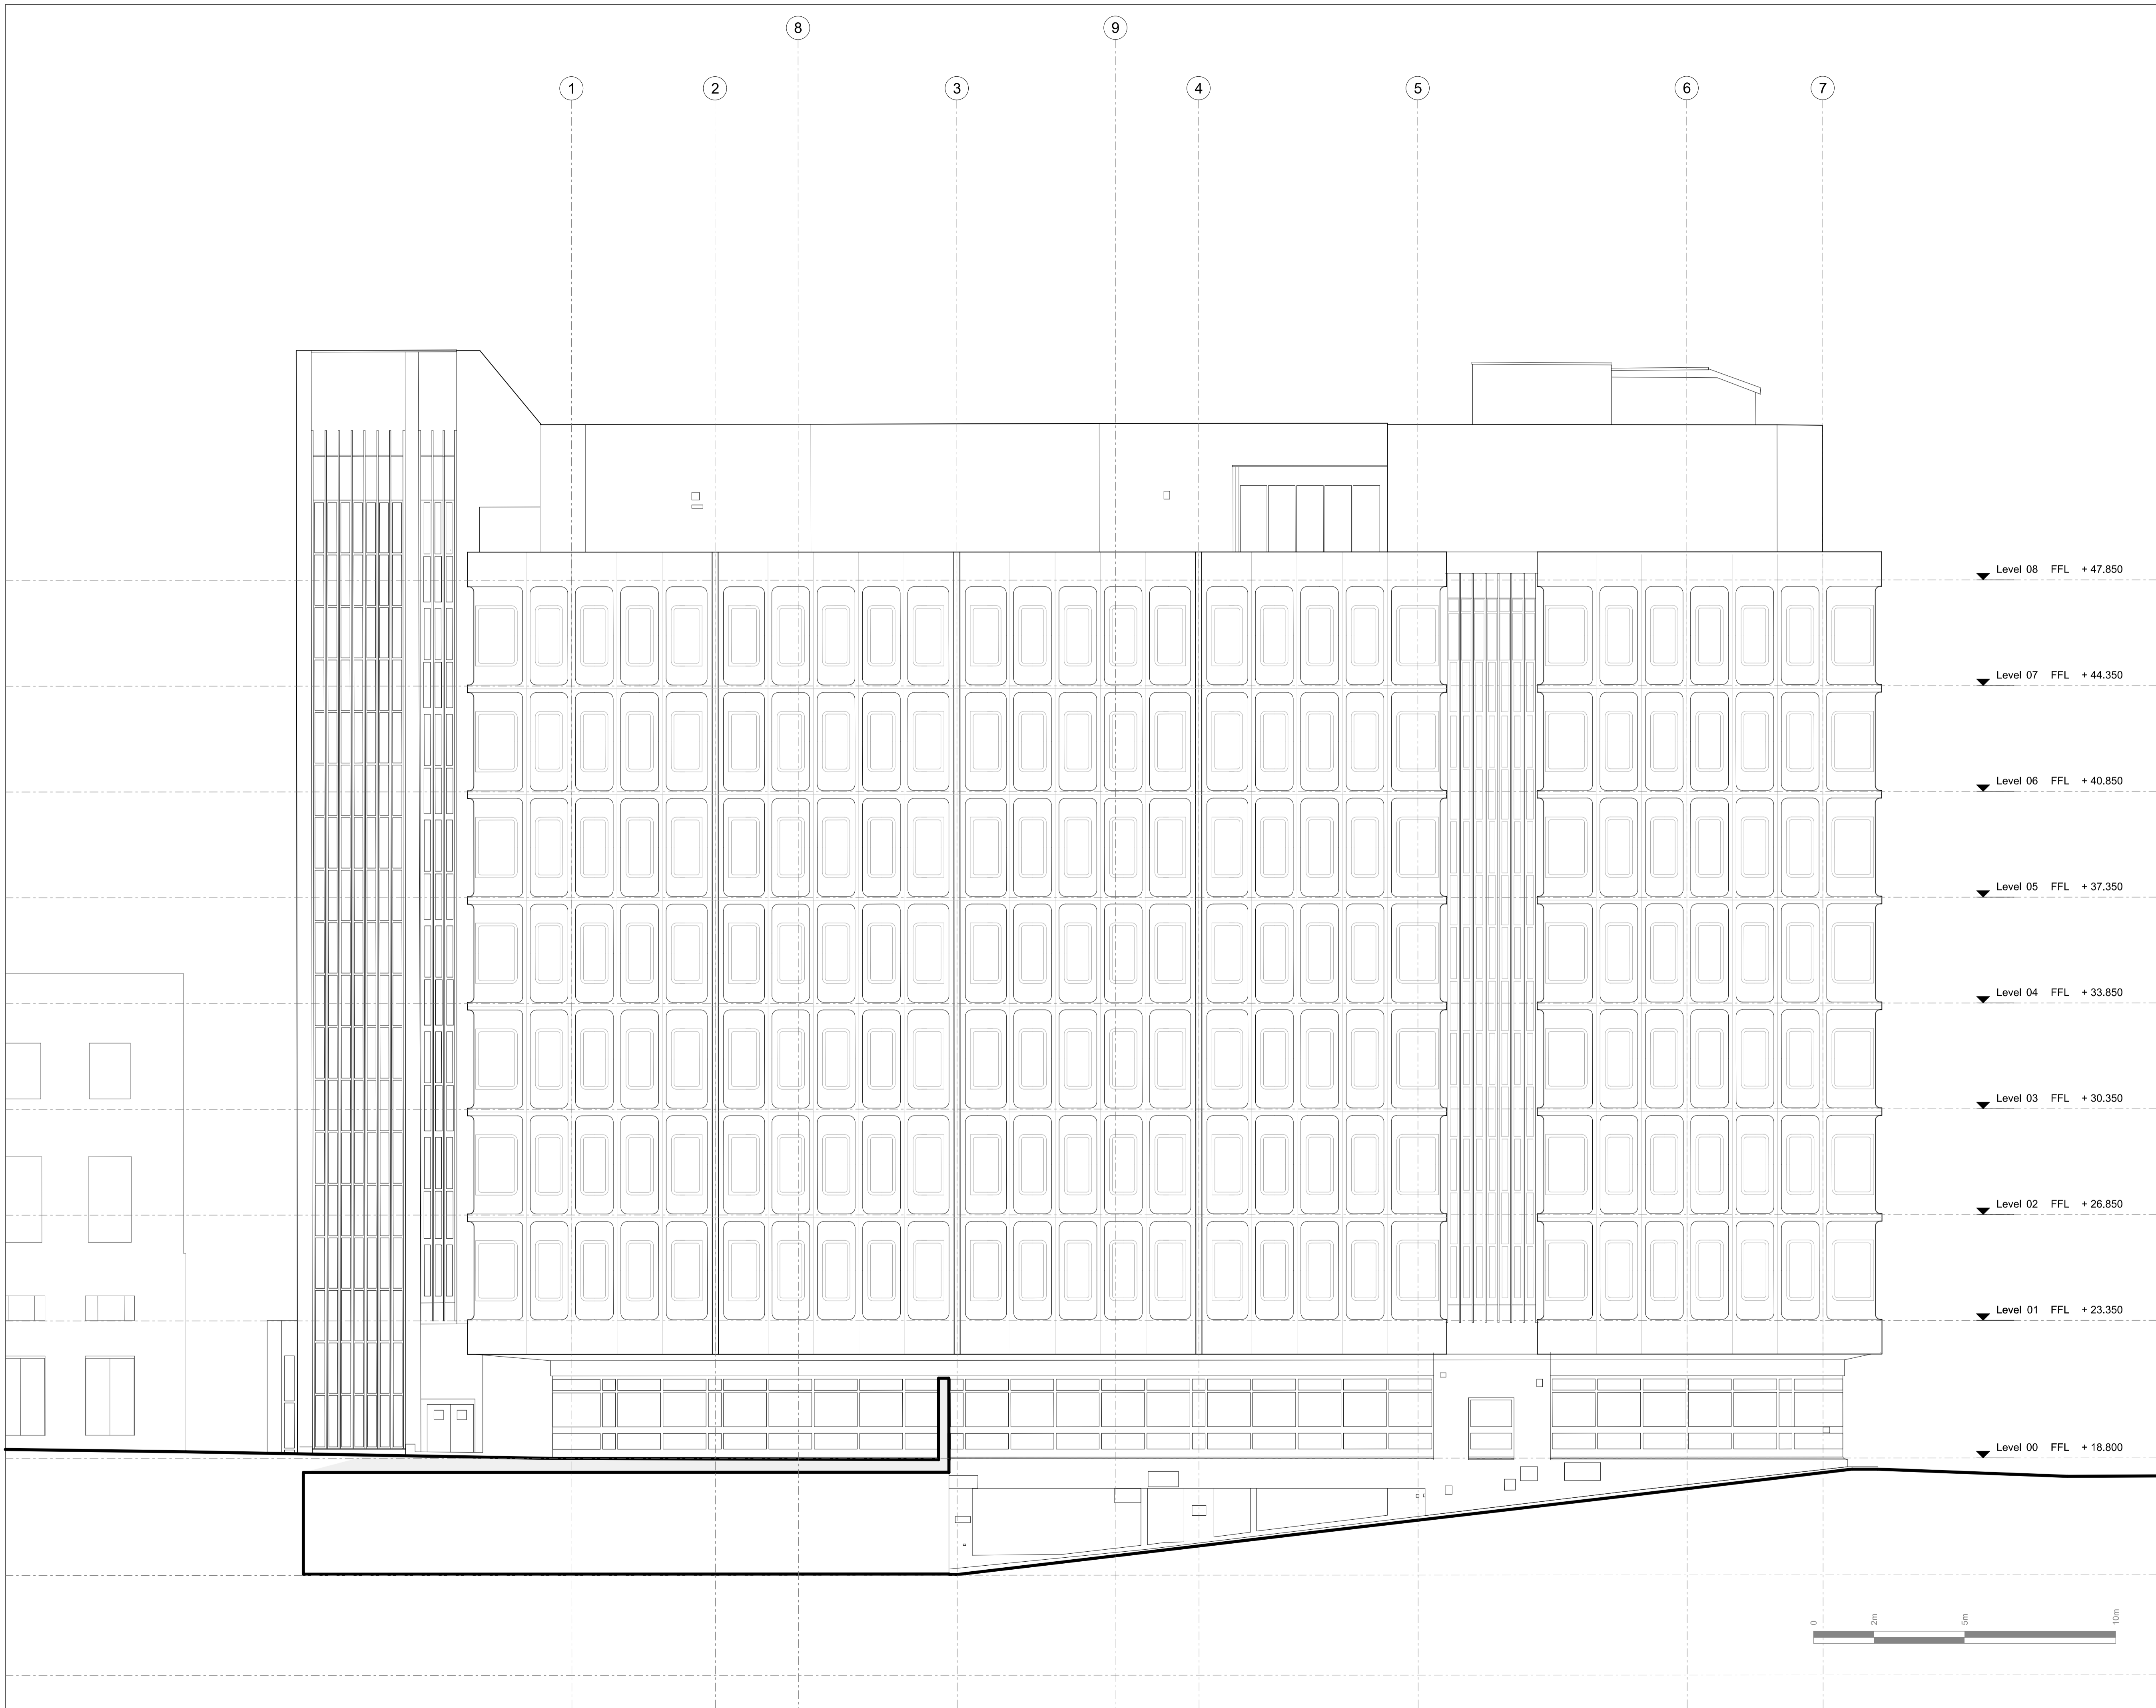 8 9
1 2 3 4 5 6 7
Level 08 FFL + 47.850
Level 07 FFL + 44.350
Level 06 FFL + 40.850
Level 05 FFL + 37.350
Level 04 FFL + 33.850
Level 03 FFL + 30.350
Level 02 FFL + 26.850
Level 01 FFL + 23.350
Level 00 FFL + 18.800
0 2m 5m 10m